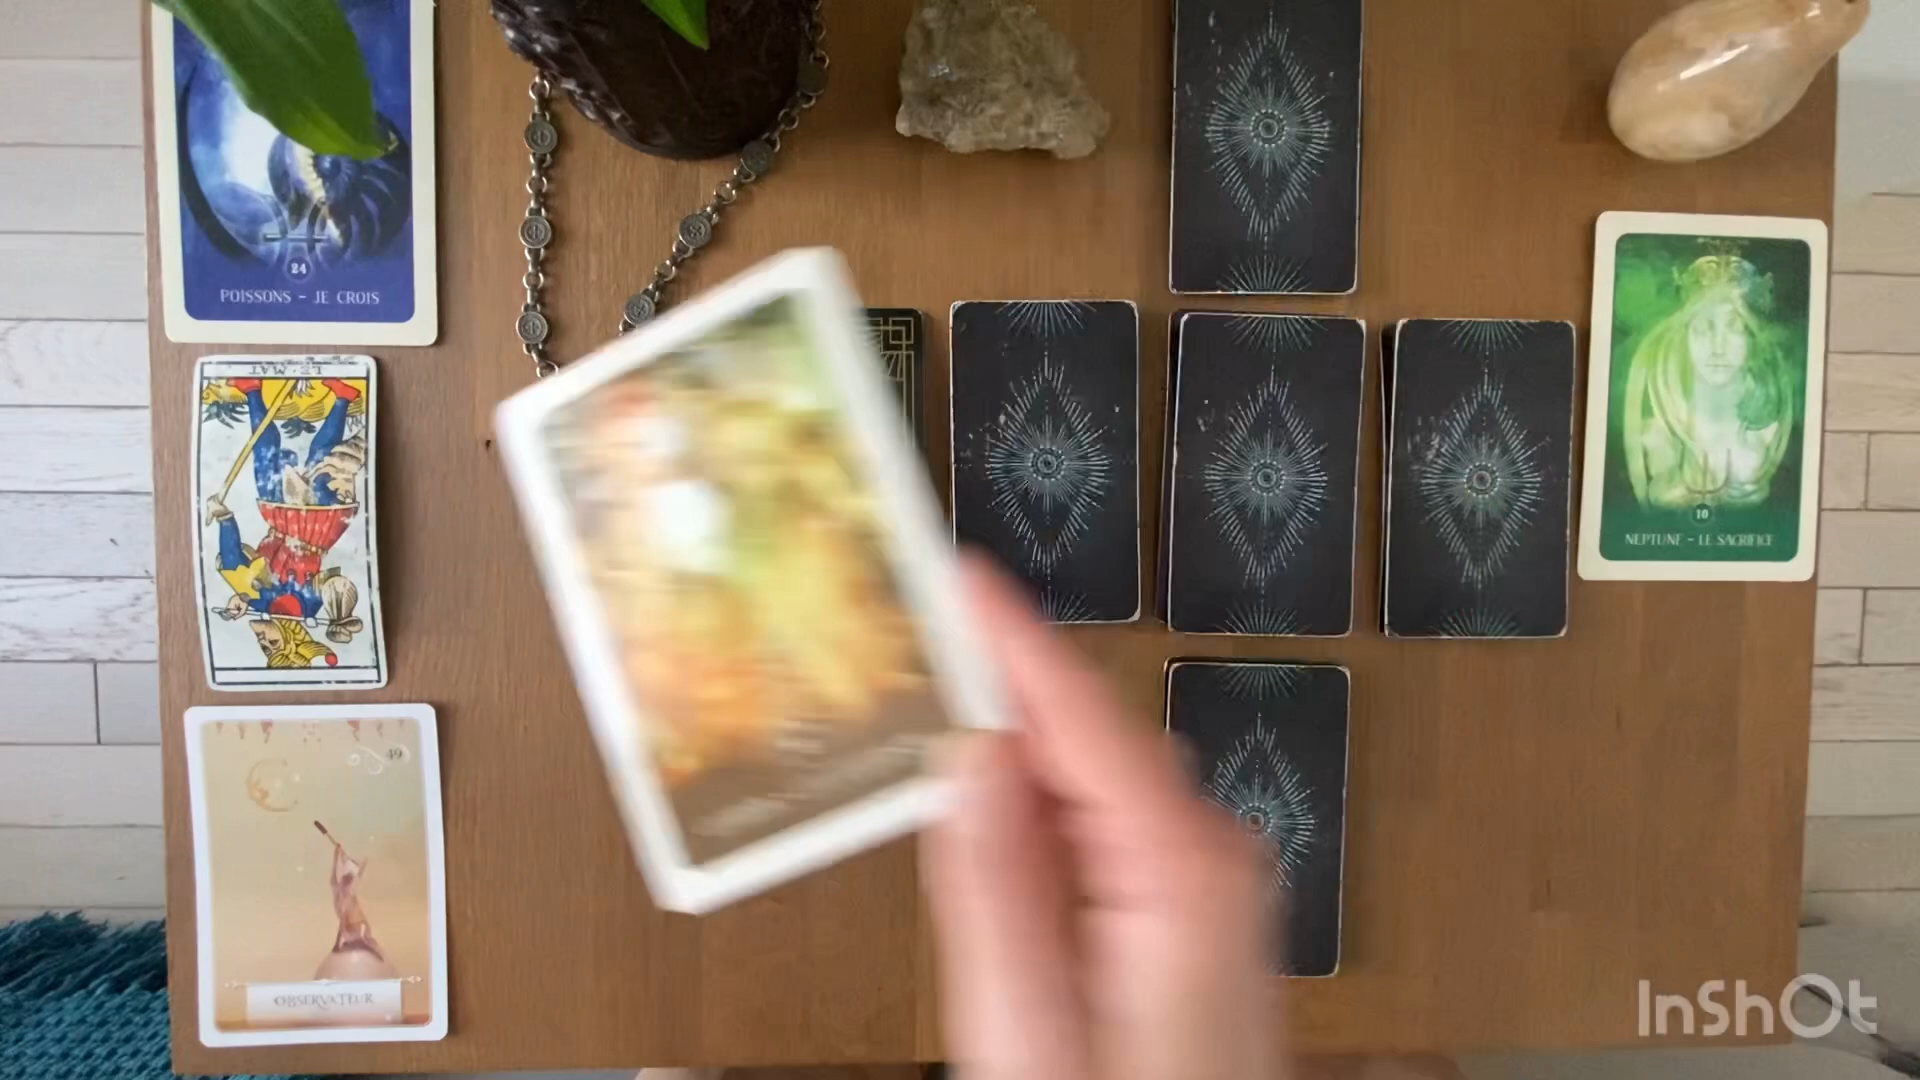 24
POISSONS - JE CROIS
LE·MAT
10
NEPTUNE - LE SACRIFICE
49
OBSERVATEUR
InShOt